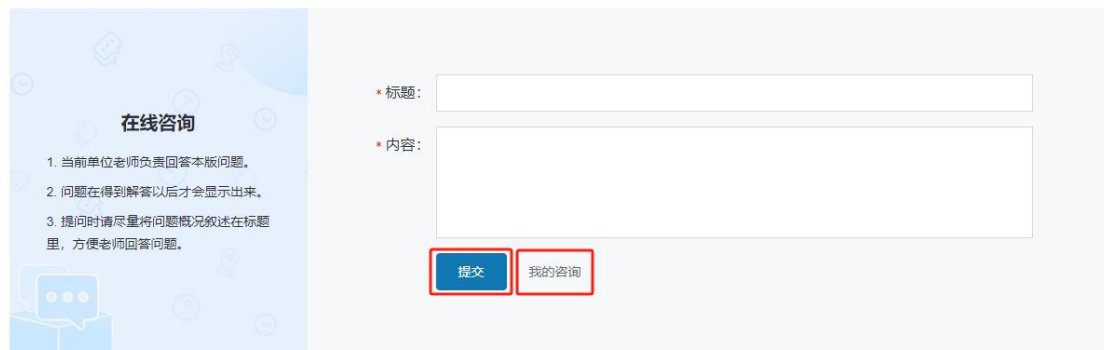 在线咨询
1. 当前单位老师负责回答本版问题。
2. 问题在得到解答以后才会显示出来。
3. 提问时请尽量将问题概况叙述在标题
里，方便老师回答问题。
* 标题：
* 内容：
提交
我的咨询